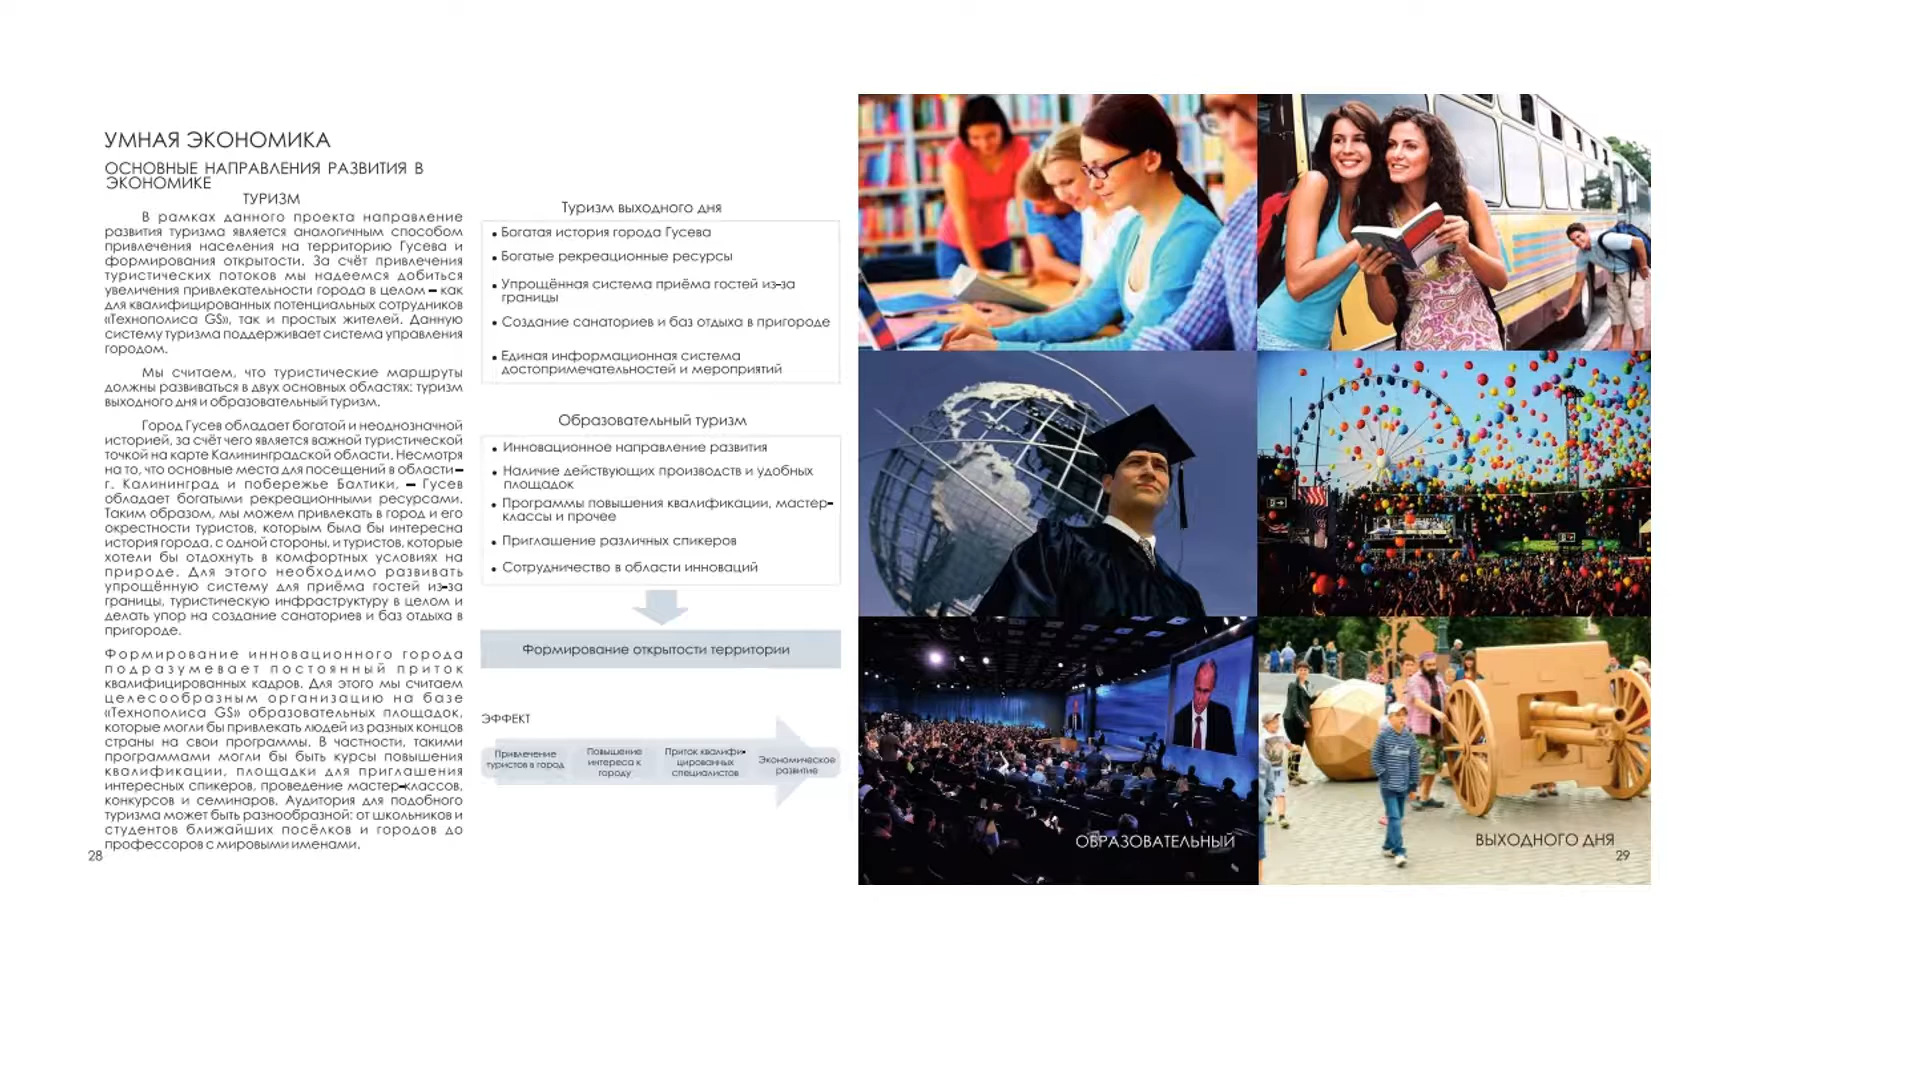 УМНАЯ ЭКОНОМИКА
ОСНОВНЫЕ НАПРАВЛЕНИЯ РАЗВИТИЯ В
ЭКОНОМИКЕ
ТУРИЗМ
В рамках данного проекта направление
развития туризма является аналогичным способом
привлечения населения на территорию Гусева и
формирования открытости. За счёт привлечения
туристических потоков мы надеемся добиться
увеличения привлекательности города в целом – как
для квалифицированных потенциальных сотрудников
«Технополиса GS», так и простых жителей. Данную
систему туризма поддерживает система управления
городом.
Мы считаем, что туристические маршруты
должны развиваться в двух основных областях: туризм
выходного дня и образовательный туризм.
Город Гусев обладает богатой и неоднозначной
историей, за счёт чего является важной туристической
точкой на карте Калининградской области. Несмотря
на то, что основные места для посещений в области –
г. Калининград и побережье Балтики, – Гусев
обладает богатыми рекреационными ресурсами.
Таким образом, мы можем привлекать в город и его
окрестности туристов, которым была бы интересна
история города, с одной стороны, и туристов, которые
хотели бы отдохнуть в комфортных условиях на
природе. Для этого необходимо развивать
упрощённую систему для приёма гостей из-за
границы, туристическую инфраструктуру в целом и
делать упор на создание санаториев и баз отдыха в
пригороде.
Формирование инновационного города
подразумевает постоянный приток
квалифицированных кадров. Для этого мы считаем
целесообразным организацию на базе
«Технополиса GS» образовательных площадок,
которые могли бы привлекать людей из разных концов
страны на свои программы. В частности, такими
программами могли бы быть курсы повышения
квалификации, площадки для приглашения
интересных спикеров, проведение мастер-классов,
конкурсов и семинаров. Аудитория для подобного
туризма может быть разнообразной: от школьников и
студентов ближайших посёлков и городов до
профессоров с мировыми именами.
28
Туризм выходного дня
• Богатая история города Гусева
• Богатые рекреационные ресурсы
• Упрощённая система приёма гостей из-за
границы
• Создание санаториев и баз отдыха в пригороде
• Единая информационная система
достопримечательностей и мероприятий
Образовательный туризм
• Инновационное направление развития
• Наличие действующих производств и удобных
площадок
• Программы повышения квалификации, мастер-
классы и прочее
• Приглашение различных спикеров
• Сотрудничество в области инноваций
Формирование открытости территории
ЭФФЕКТ
Привлечение
туристов в город
Повышение
интереса к
городу
Приток квалифи-
цированных
специалистов
Экономическое
развитие
ОБРАЗОВАТЕЛЬНЫЙ
ВЫХОДНОГО ДНЯ
29